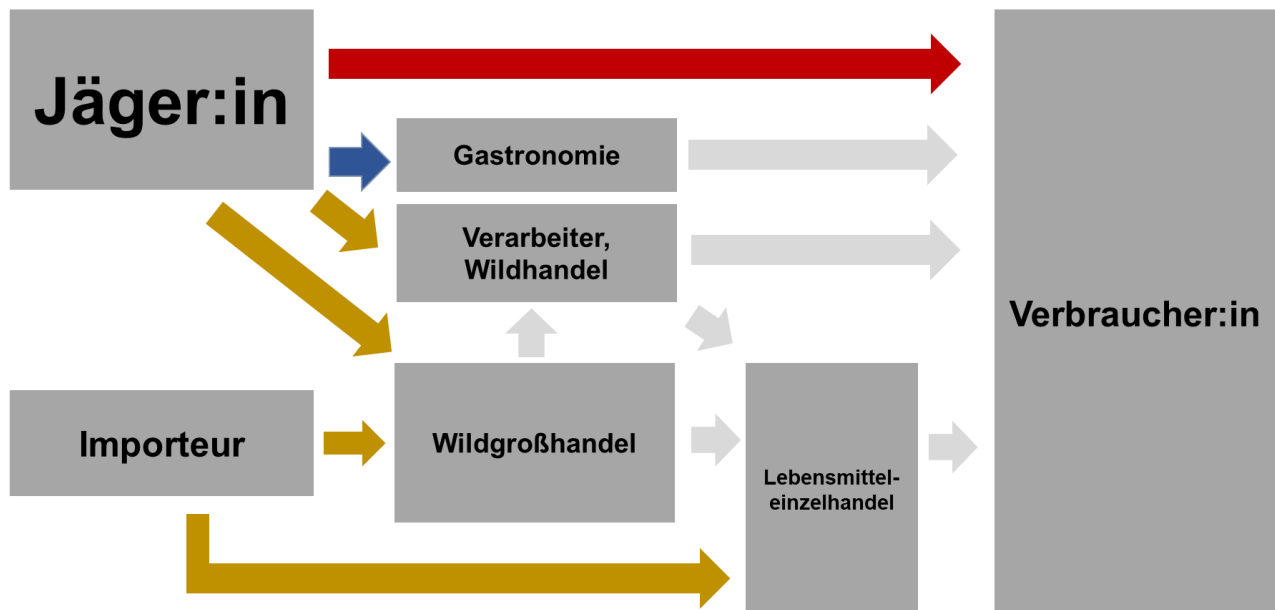 Jäger:in
Gastronomie
Verarbeiter,
Wildhandel
Verbraucher:in
Importeur
Wildgroßhandel
Lebensmittel-
einzelhandel